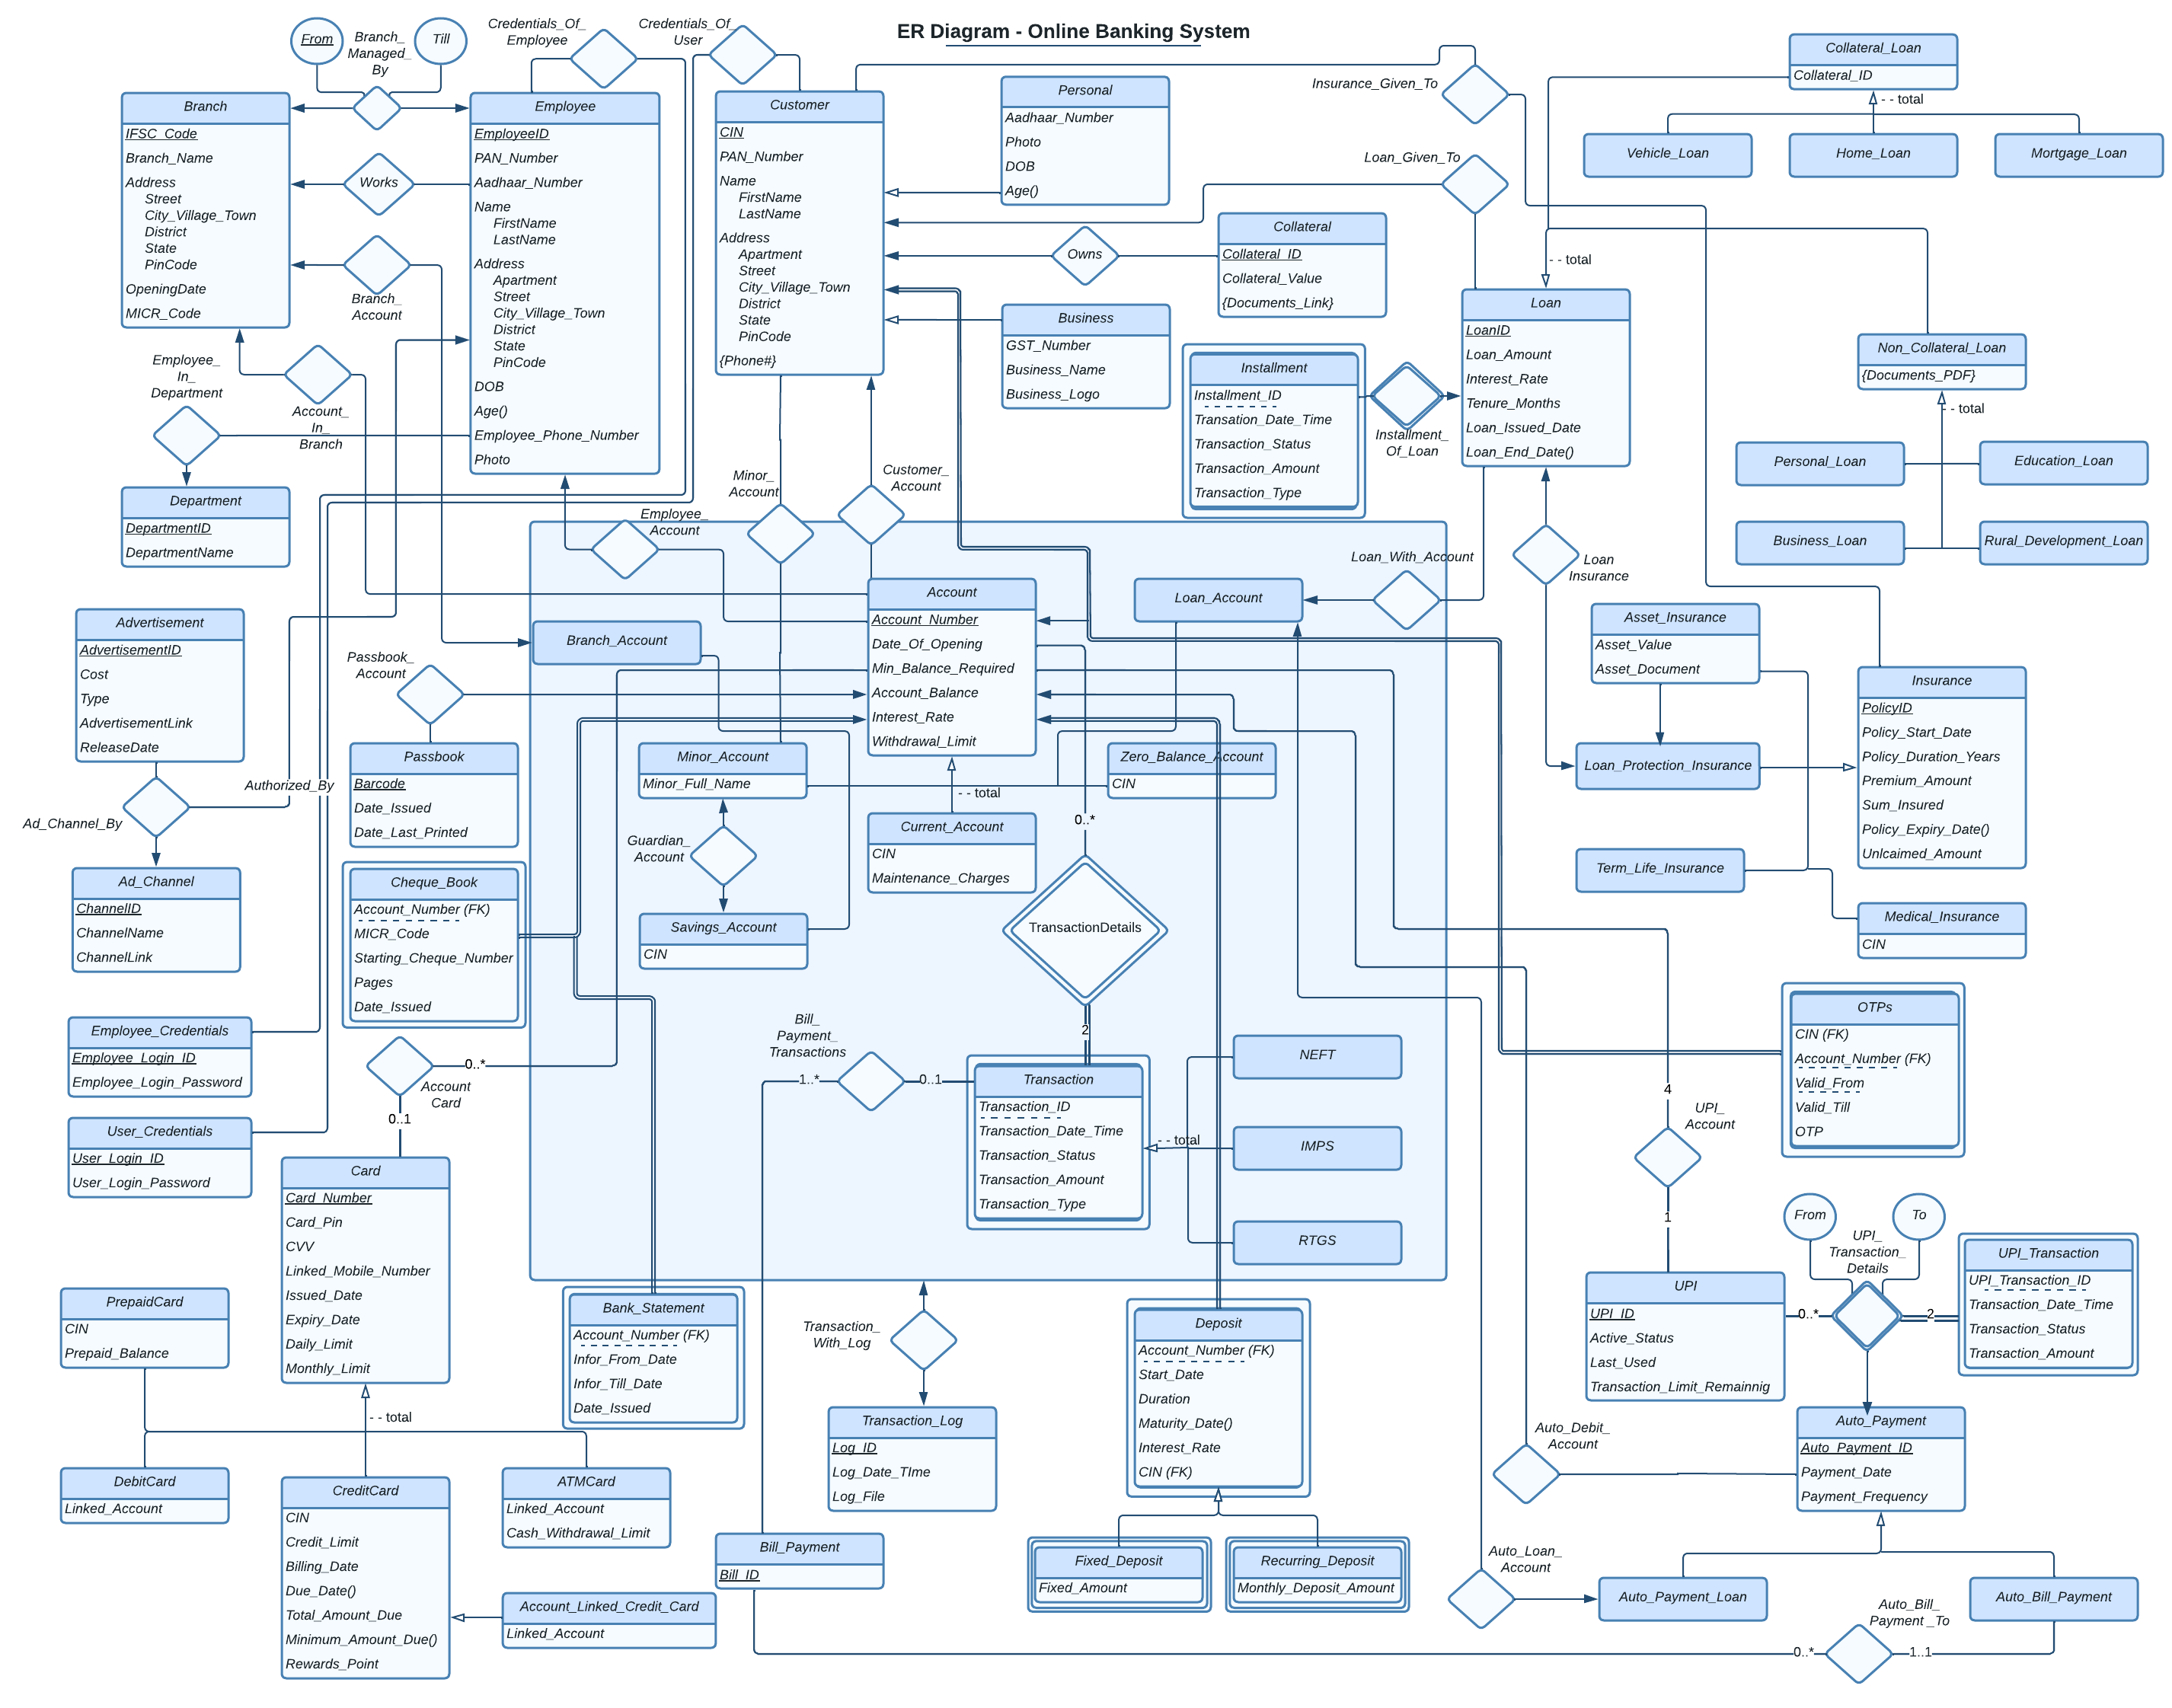 ER Diagram - Online Banking System
From
Branch_
Managed_
By
Till
Credentials_Of_
Employee
Credentials_Of_
User
Branch
IFSC_Code
Branch_Name
Address
Street
City_Village_Town
District
State
PinCode
OpeningDate
MICR_Code
Works
Branch_
Account
Employee
EmployeeID
PAN_Number
Aadhaar_Number
Name
FirstName
LastName
Address
Apartment
Street
City_Village_Town
District
State
PinCode
DOB
Age()
Employee_Phone_Number
Photo
Customer
CIN
PAN_Number
Name
FirstName
LastName
Address
Apartment
Street
City_Village_Town
District
State
PinCode
{Phone#}
Personal
Aadhaar_Number
Photo
DOB
Age()
Insurance_Given_To
Loan_Given_To
Collateral_Loan
Collateral_ID
- - total
Vehicle_Loan
Home_Loan
Mortgage_Loan
Owns
Collateral
Collateral_ID
Collateral_Value
{Documents_Link}
- - total
Business
GST_Number
Business_Name
Business_Logo
Installment
Installment_ID
Transation_Date_Time
Transaction_Status
Transaction_Amount
Transaction_Type
Installment_
Of_Loan
Loan
LoanID
Loan_Amount
Interest_Rate
Tenure_Months
Loan_Issued_Date
Loan_End_Date()
Non_Collateral_Loan
{Documents_PDF}
- - total
Personal_Loan
Education_Loan
Business_Loan
Rural_Development_Loan
Employee_
In_
Department
Account_
In_
Branch
Department
DepartmentID
DepartmentName
Minor_
Account
Customer_
Account
Employee_
Account
Loan_With_Account
Loan
Insurance
Advertisement
AdvertisementID
Cost
Type
AdvertisementLink
ReleaseDate
Authorized_By
Ad_Channel_By
Ad_Channel
ChannelID
ChannelName
ChannelLink
Branch_Account
Passbook_
Account
Passbook
Barcode
Date_Issued
Date_Last_Printed
Account
Account_Number
Date_Of_Opening
Min_Balance_Required
Account_Balance
Interest_Rate
Withdrawal_Limit
Loan_Account
Asset_Insurance
Asset_Value
Asset_Document
Loan_Protection_Insurance
Insurance
PolicyID
Policy_Start_Date
Policy_Duration_Years
Premium_Amount
Sum_Insured
Policy_Expiry_Date()
Unlcaimed_Amount
Term_Life_Insurance
Medical_Insurance
CIN
Minor_Account
Minor_Full_Name
Zero_Balance_Account
CIN
- - total
Guardian_
Account
Current_Account
CIN
Maintenance_Charges
0..*
Savings_Account
CIN
TransactionDetails
2
Cheque_Book
Account_Number (FK)
MICR_Code
Starting_Cheque_Number
Pages
Date_Issued
Employee_Credentials
Employee_Login_ID
Employee_Login_Password
User_Credentials
User_Login_ID
User_Login_Password
0..*
Account
Card
0..1
Bill_
Payment_
Transactions
1..*
0..1
Transaction
Transaction_ID
Transaction_Date_Time
Transaction_Status
Transaction_Amount
Transaction_Type
- - total
NEFT
IMPS
RTGS
OTPs
CIN (FK)
Account_Number (FK)
Valid_From
Valid_Till
OTP
4
UPI_
Account
1
Card
Card_Number
Card_Pin
CVV
Linked_Mobile_Number
Issued_Date
Expiry_Date
Daily_Limit
Monthly_Limit
- - total
PrepaidCard
CIN
Prepaid_Balance
DebitCard
Linked_Account
CreditCard
CIN
Credit_Limit
Billing_Date
Due_Date()
Total_Amount_Due
Minimum_Amount_Due()
Rewards_Point
ATMCard
Linked_Account
Cash_Withdrawal_Limit
Account_Linked_Credit_Card
Linked_Account
Bank_Statement
Account_Number (FK)
Infor_From_Date
Infor_Till_Date
Date_Issued
Transaction_
With_Log
Transaction_Log
Log_ID
Log_Date_TIme
Log_File
Bill_Payment
Bill_ID
Deposit
Account_Number (FK)
Start_Date
Duration
Maturity_Date()
Interest_Rate
CIN (FK)
Fixed_Deposit
Fixed_Amount
Recurring_Deposit
Monthly_Deposit_Amount
From
UPI_
Transaction_
Details
To
UPI
UPI_ID
Active_Status
Last_Used
Transaction_Limit_Remainnig
0..*
2
UPI_Transaction
UPI_Transaction_ID
Transaction_Date_Time
Transaction_Status
Transaction_Amount
Auto_Payment
Auto_Payment_ID
Payment_Date
Payment_Frequency
Auto_Debit_
Account
Auto_Loan_
Account
Auto_Payment_Loan
Auto_Bill_Payment
Auto_Bill_
Payment _To
0..*
1..1